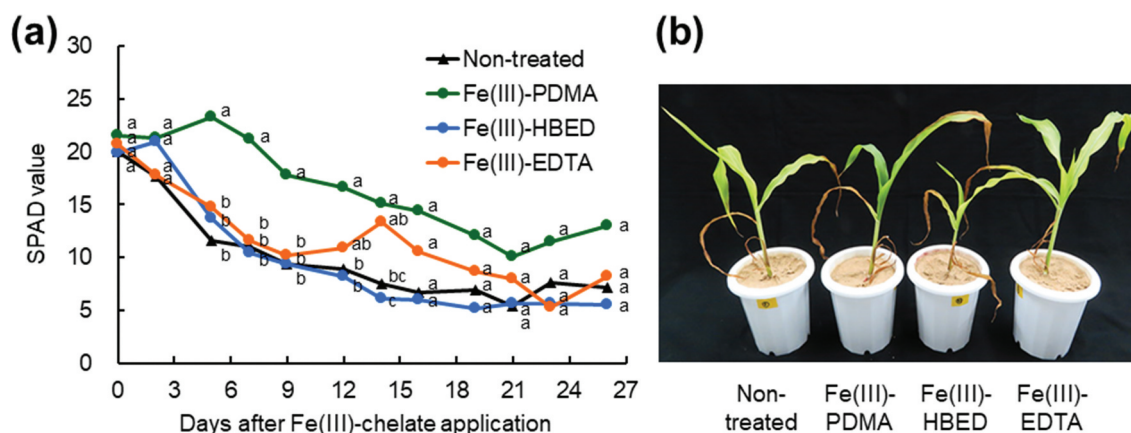 (a)
30
25
20
15
10
5
0
SPAD value
Non-treated
Fe(III)-PDMA
Fe(III)-HBED
Fe(III)-EDTA
a a a a a a a a a a a a
a a b b b ab ab a a a a a
a a b b b b bc a a a a a
a a b b b b c a a a a a
0 3 6 9 12 15 18 21 24 27
Days after Fe(III)-chelate application
(b)
Non-
treated
Fe(III)-
PDMA
Fe(III)-
HBED
Fe(III)-
EDTA